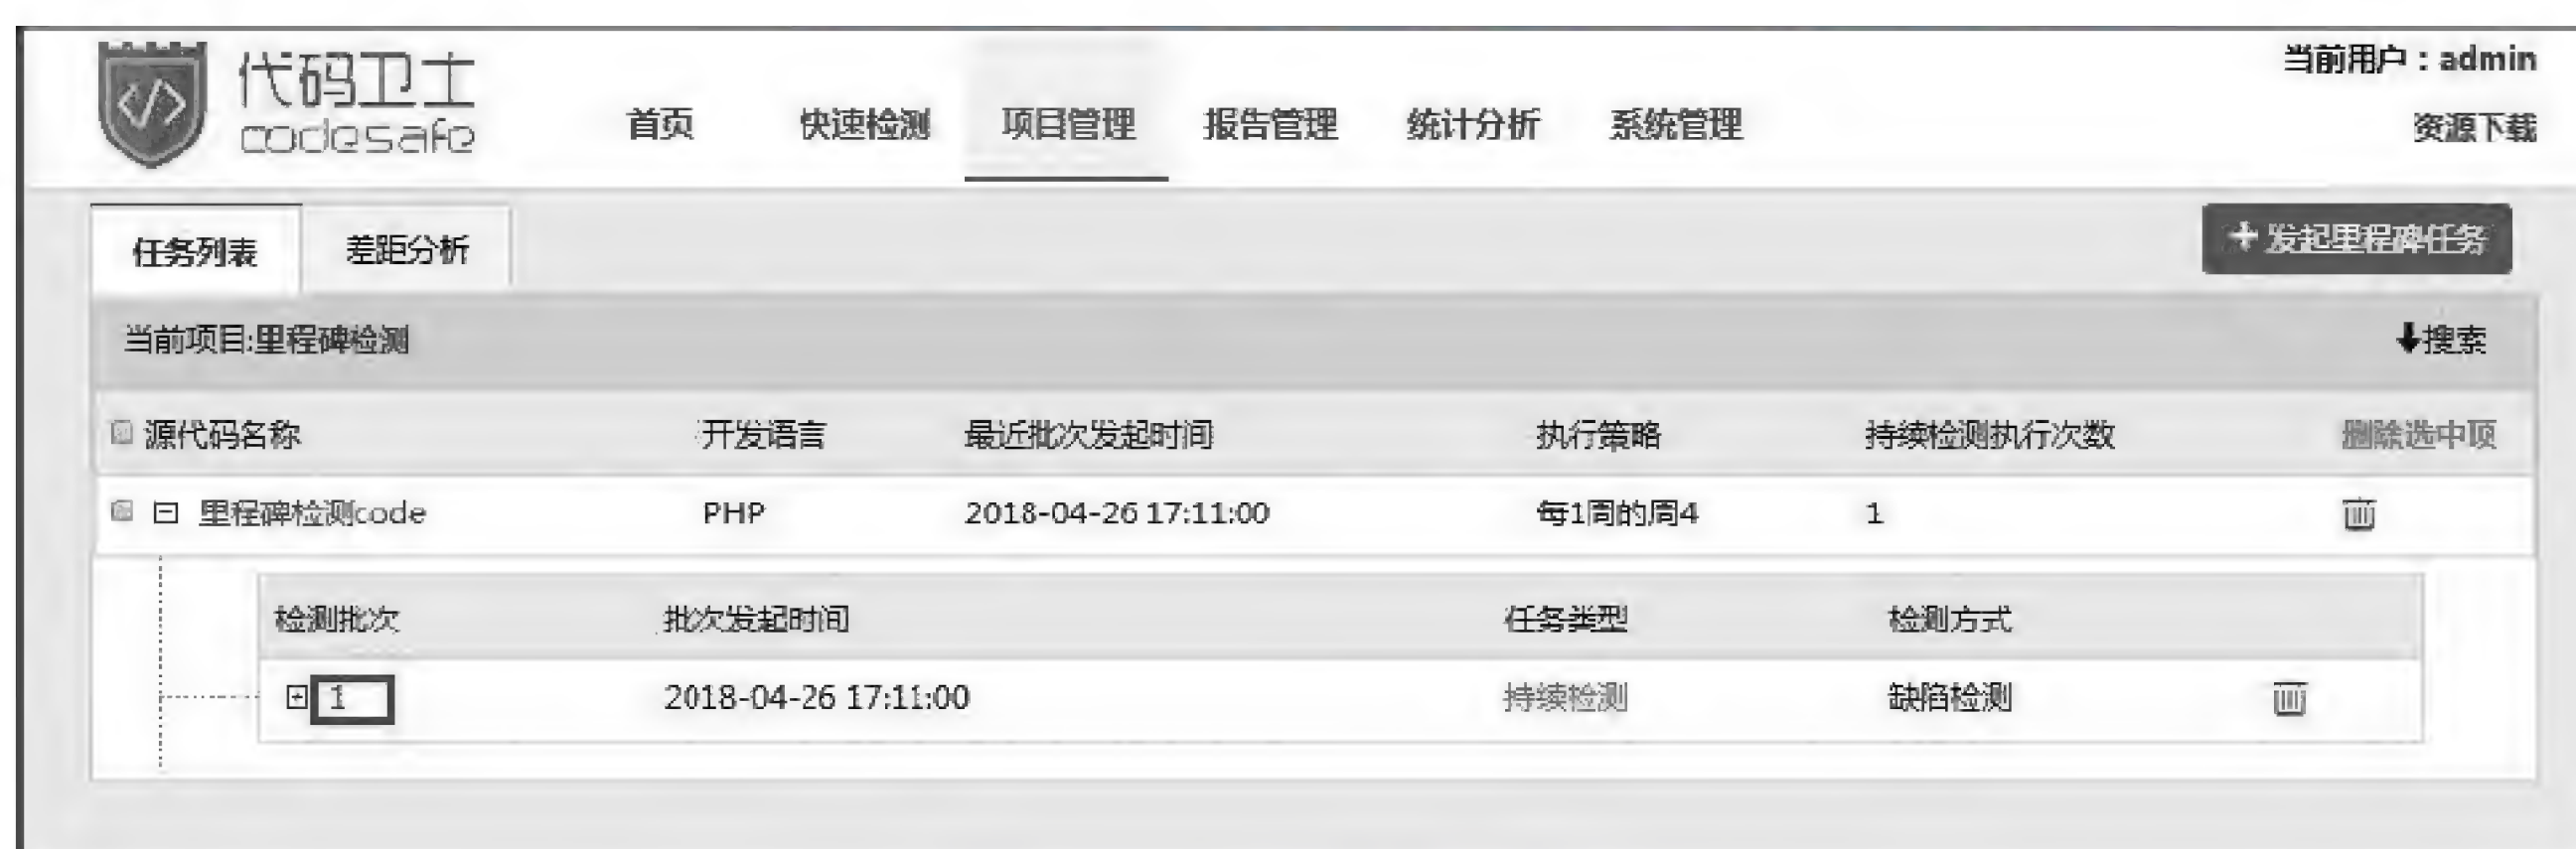 当前用户：admin
代码卫士
codesafe
首页 快速检测 项目管理 报告管理 统计分析 系统管理 资源下载
任务列表 差距分析 发起里程碑任务
当前项目:里程碑检测 搜索
源代码名称 开发语言 最近批次发起时间 执行策略 持续检测执行次数 删除选中项
里程碑检测code PHP 2018-04-26 17:11:00 每1周的周4 1
检测批次 批次发起时间 任务类型 检测方式
1 2018-04-26 17:11:00 持续检测 缺陷检测